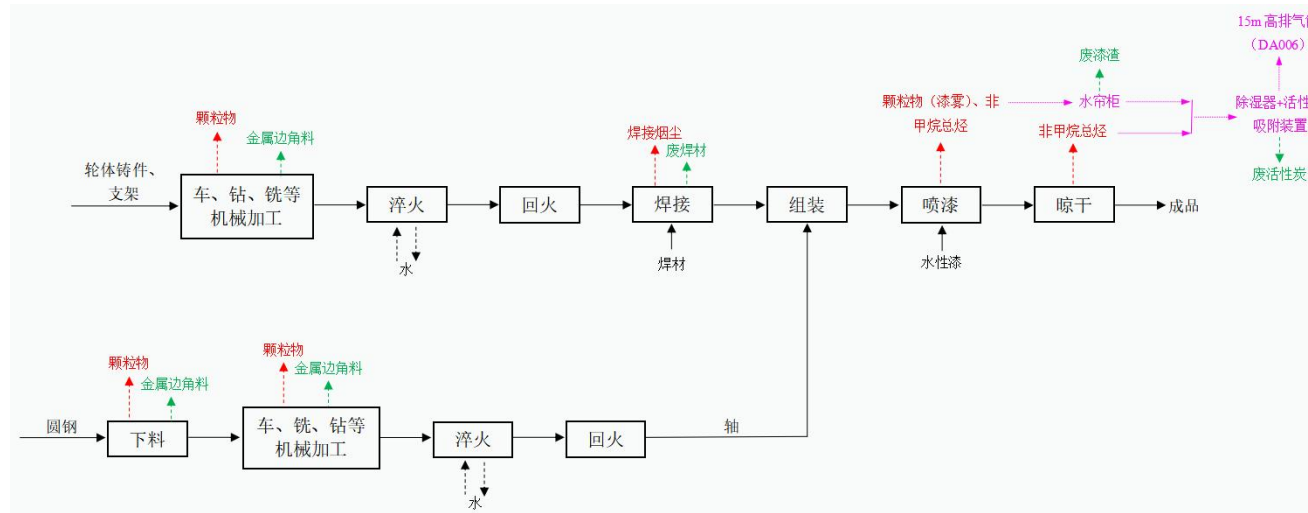 15m 高排气
（DA006）
废漆渣
颗粒物（漆雾）、非
甲烷总烃
水帘柜
除湿器+活性
吸附装置
非甲烷总烃
废活性炭
颗粒物
金属边角料
焊接烟尘
废焊材
轮体铸件、
支架
车、钻、铣等
机械加工
淬火
回火
焊接
组装
喷漆
晾干
成品
水
焊材
水性漆
颗粒物
金属边角料
颗粒物
金属边角料
圆钢
下料
车、铣、钻等
机械加工
淬火
回火
轴
水